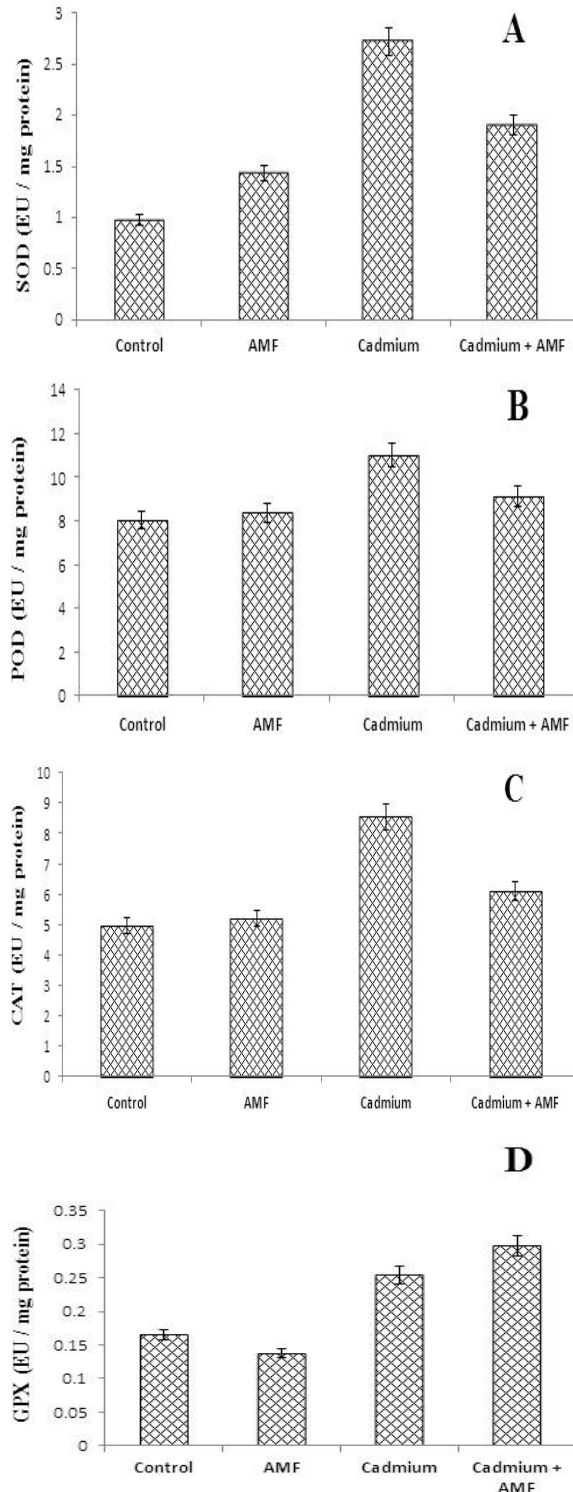 A
SOD (EU / mg protein)
3
2.5
2
1.5
1
0.5
0
Control AMF Cadmium Cadmium + AMF
B
POD (EU / mg protein)
14
12
10
8
6
4
2
0
Control AMF Cadmium Cadmium + AMF
C
CAT (EU / mg protein)
10
9
8
7
6
5
4
3
2
1
0
Control AMF Cadmium Cadmium + AMF
D
GPX (EU / mg protein)
0.35
0.3
0.25
0.2
0.15
0.1
0.05
0
Control AMF Cadmium Cadmium +
AMF